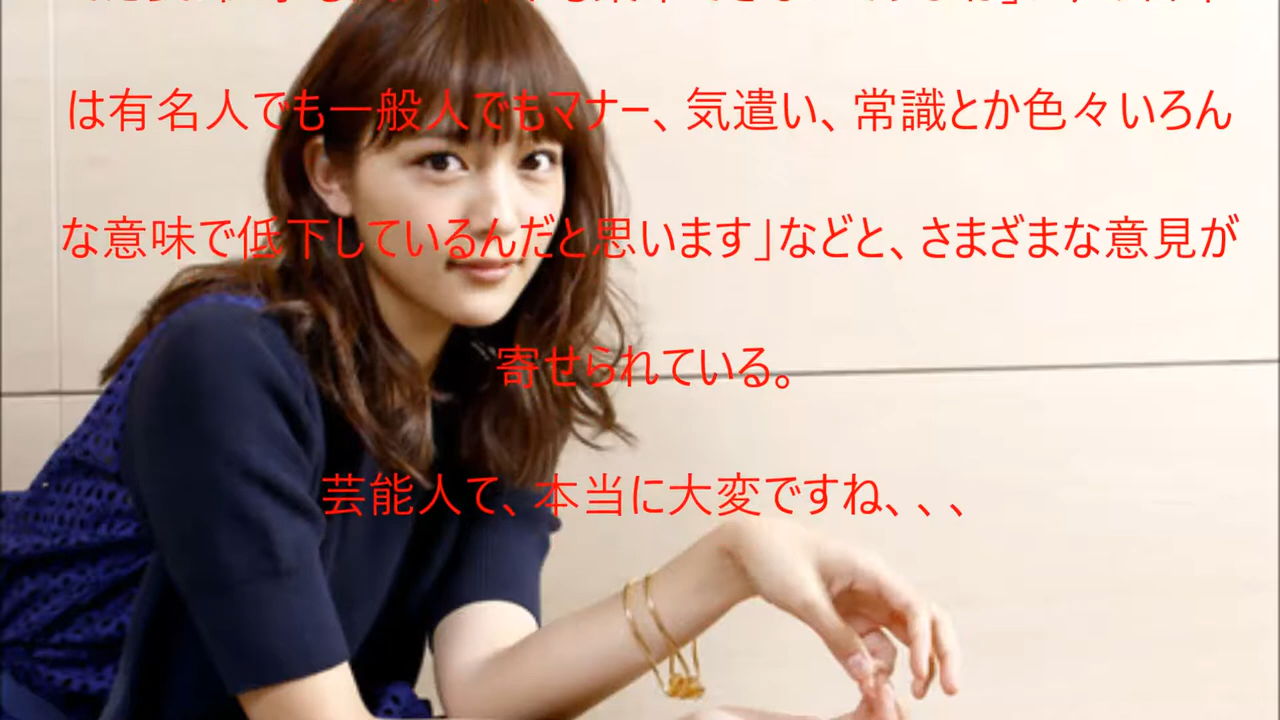 は有名人でも一般人でもマナー、気遣い、常識とか色々いろん
な意味で低下しているんだと思います」などと、さまざまな意見が
寄せられている。
芸能人て、本当に大変ですね、、、